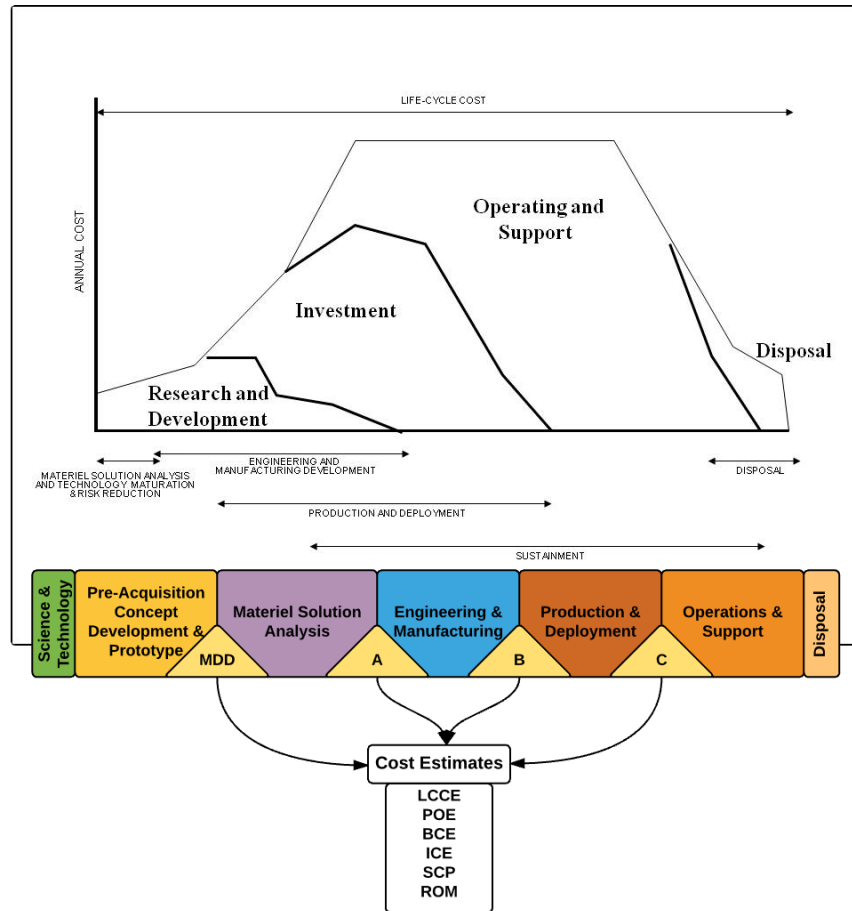 LIFE-CYCLE COST
ANNUAL COST
Operating and
Support
Investment
Disposal
Research and
Development
MATERIEL SOLUTION ANALYSIS
AND TECHNOLOGY MATURATION
& RISK REDUCTION
ENGINEERING AND
MANUFACTURING DEVELOPMENT
DISPOSAL
PRODUCTION AND DEPLOYMENT
SUSTAINMENT
Science &
Technology
Pre-Acquisition
Concept
Development &
Prototype
Materiel Solution
Analysis
Engineering &
Manufacturing
Production &
Deployment
Operations &
Support
Disposal
MDD
A
B
C
Cost Estimates
LCCE
POE
BCE
ICE
SCP
ROM